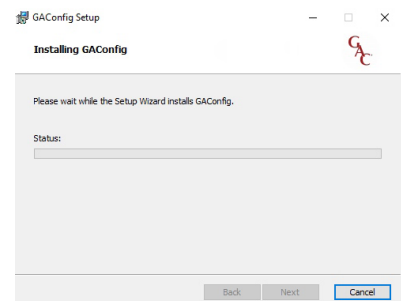 GAConfig Setup
Installing GAConfig
GAC
Please wait while the Setup Wizard installs GAConfig.
Status:
Back
Next
Cancel